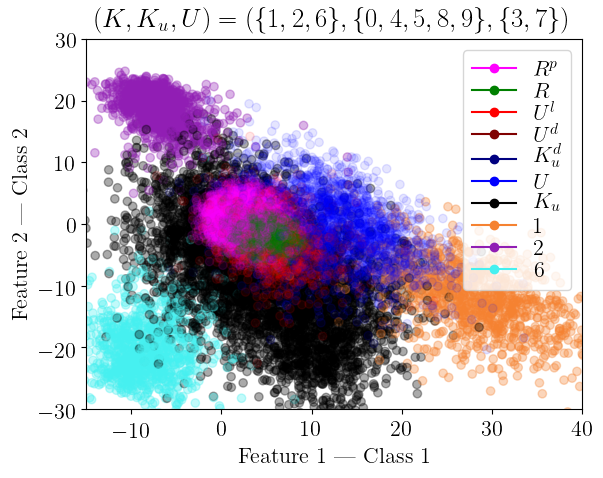 (K, K_u, U) = ({1, 2, 6}, {0, 4, 5, 8, 9}, {3, 7})
30
20
10
0
−10
−20
−30
Feature 2 — Class 2
R^p
R
U^l
U^d
K_u^d
U
K_u
1
2
6
−10
0
10
20
30
40
Feature 1 — Class 1